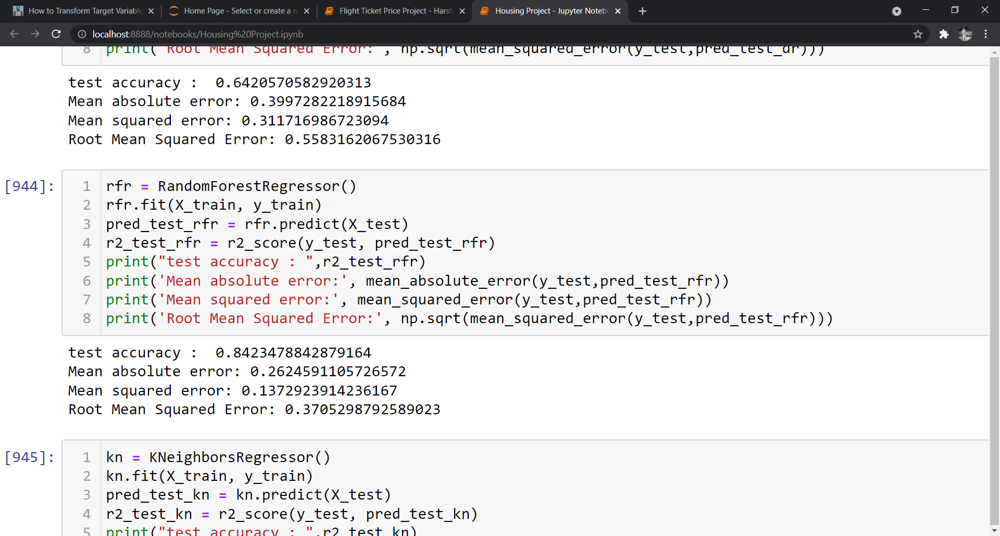 How to Transform Target Variable
Home Page - Select or create a n
Flight Ticket Price Project - Harsh
Housing Project - Jupyter Notebo
localhost:8888/notebooks/Housing%20Project.ipynb
8 print('Root Mean Squared Error:', np.sqrt(mean_squared_error(y_test,pred_test_dr)))
test accuracy :  0.6420570582920313
Mean absolute error: 0.3997282218915684
Mean squared error: 0.311716986723094
Root Mean Squared Error: 0.5583162067530316
[944]:
1 rfr = RandomForestRegressor()
2 rfr.fit(X_train, y_train)
3 pred_test_rfr = rfr.predict(X_test)
4 r2_test_rfr = r2_score(y_test, pred_test_rfr)
5 print("test accuracy : ",r2_test_rfr)
6 print('Mean absolute error:', mean_absolute_error(y_test,pred_test_rfr))
7 print('Mean squared error:', mean_squared_error(y_test,pred_test_rfr))
8 print('Root Mean Squared Error:', np.sqrt(mean_squared_error(y_test,pred_test_rfr)))
test accuracy :  0.8423478842879164
Mean absolute error: 0.2624591105726572
Mean squared error: 0.1372923914236167
Root Mean Squared Error: 0.3705298792589023
[945]:
1 kn = KNeighborsRegressor()
2 kn.fit(X_train, y_train)
3 pred_test_kn = kn.predict(X_test)
4 r2_test_kn = r2_score(y_test, pred_test_kn)
5 print("test accuracy : ",r2_test_kn)